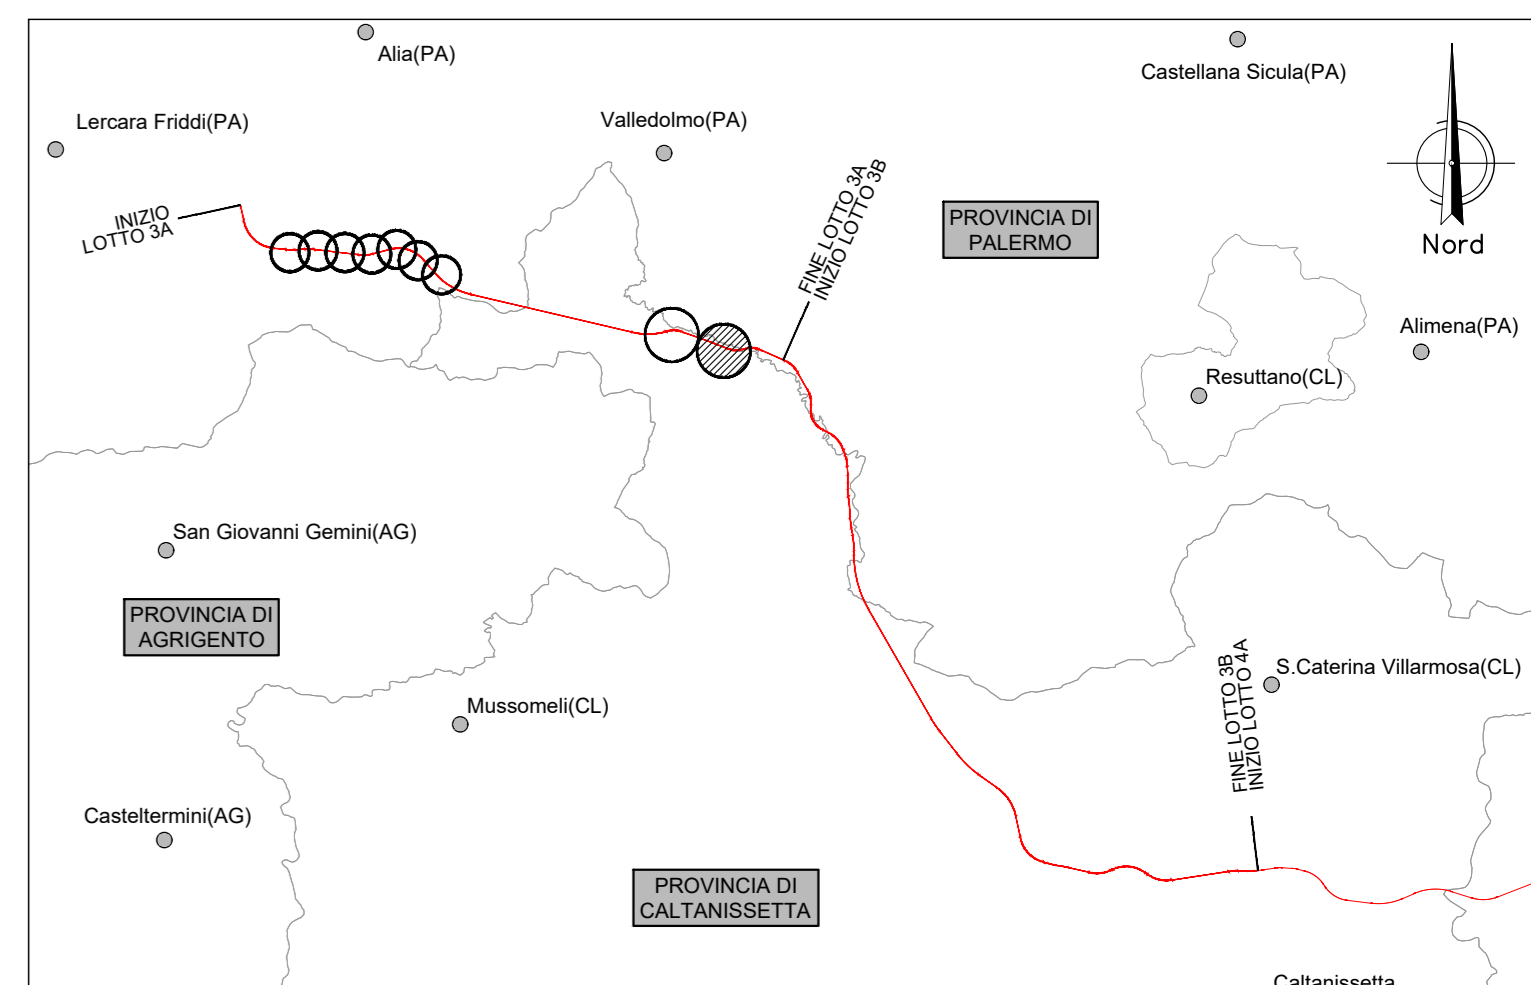 Alia(PA)
Castellana Sicula(PA)
Lercara Friddi(PA)
Valledolmo(PA)
INIZIO
LOTTO 3A
FINE LOTTO 3A
INIZIO LOTTO 3B
PROVINCIA DI
PALERMO
Nord
Alimena(PA)
Resuttano(CL)
San Giovanni Gemini(AG)
PROVINCIA DI
AGRIGENTO
FINE LOTTO 3B
INIZIO LOTTO 4A
S.Caterina Villarmosa(CL)
Mussomeli(CL)
Casteltermini(AG)
PROVINCIA DI
CALTANISSETTA
Caltanissetta